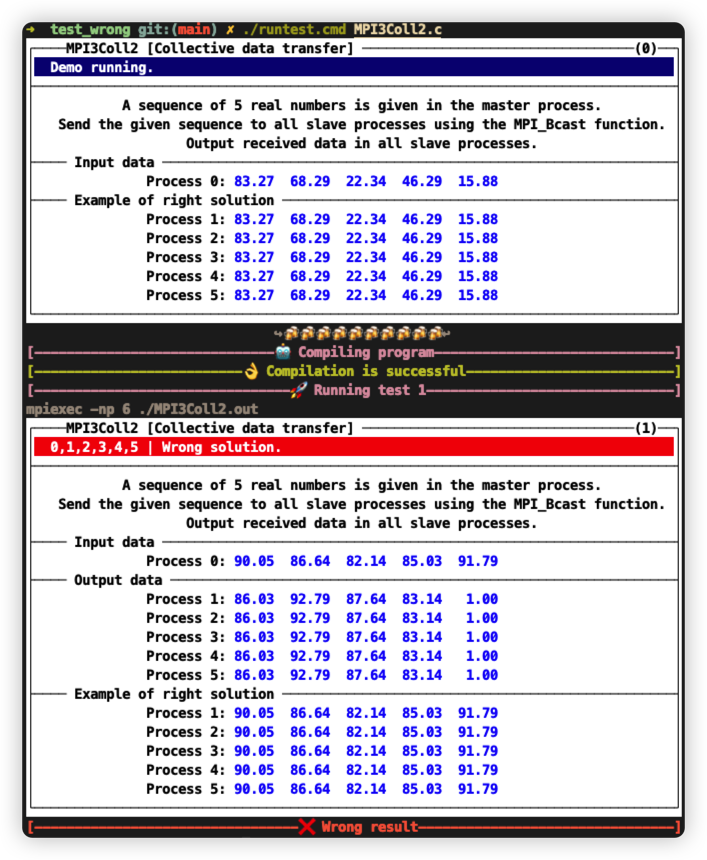 ➜ test_wrong git:(main) ✗ ./runtest.cmd MPI3Coll2.c
MPI3Coll2 [Collective data transfer] (0)
Demo running.
A sequence of 5 real numbers is given in the master process.
Send the given sequence to all slave processes using the MPI_Bcast function.
Output received data in all slave processes.
Input data
Process 0: 83.27 68.29 22.34 46.29 15.88
Example of right solution
Process 1: 83.27 68.29 22.34 46.29 15.88
Process 2: 83.27 68.29 22.34 46.29 15.88
Process 3: 83.27 68.29 22.34 46.29 15.88
Process 4: 83.27 68.29 22.34 46.29 15.88
Process 5: 83.27 68.29 22.34 46.29 15.88
[Compiling program]
[👌 Compilation is successful]
[🚀 Running test 1]
mpiexec -np 6 ./MPI3Coll2.out
MPI3Coll2 [Collective data transfer] (1)
0,1,2,3,4,5 | Wrong solution.
A sequence of 5 real numbers is given in the master process.
Send the given sequence to all slave processes using the MPI_Bcast function.
Output received data in all slave processes.
Input data
Process 0: 90.05 86.64 82.14 85.03 91.79
Output data
Process 1: 86.03 92.79 87.64 83.14 1.00
Process 2: 86.03 92.79 87.64 83.14 1.00
Process 3: 86.03 92.79 87.64 83.14 1.00
Process 4: 86.03 92.79 87.64 83.14 1.00
Process 5: 86.03 92.79 87.64 83.14 1.00
Example of right solution
Process 1: 90.05 86.64 82.14 85.03 91.79
Process 2: 90.05 86.64 82.14 85.03 91.79
Process 3: 90.05 86.64 82.14 85.03 91.79
Process 4: 90.05 86.64 82.14 85.03 91.79
Process 5: 90.05 86.64 82.14 85.03 91.79
[❌ Wrong result]